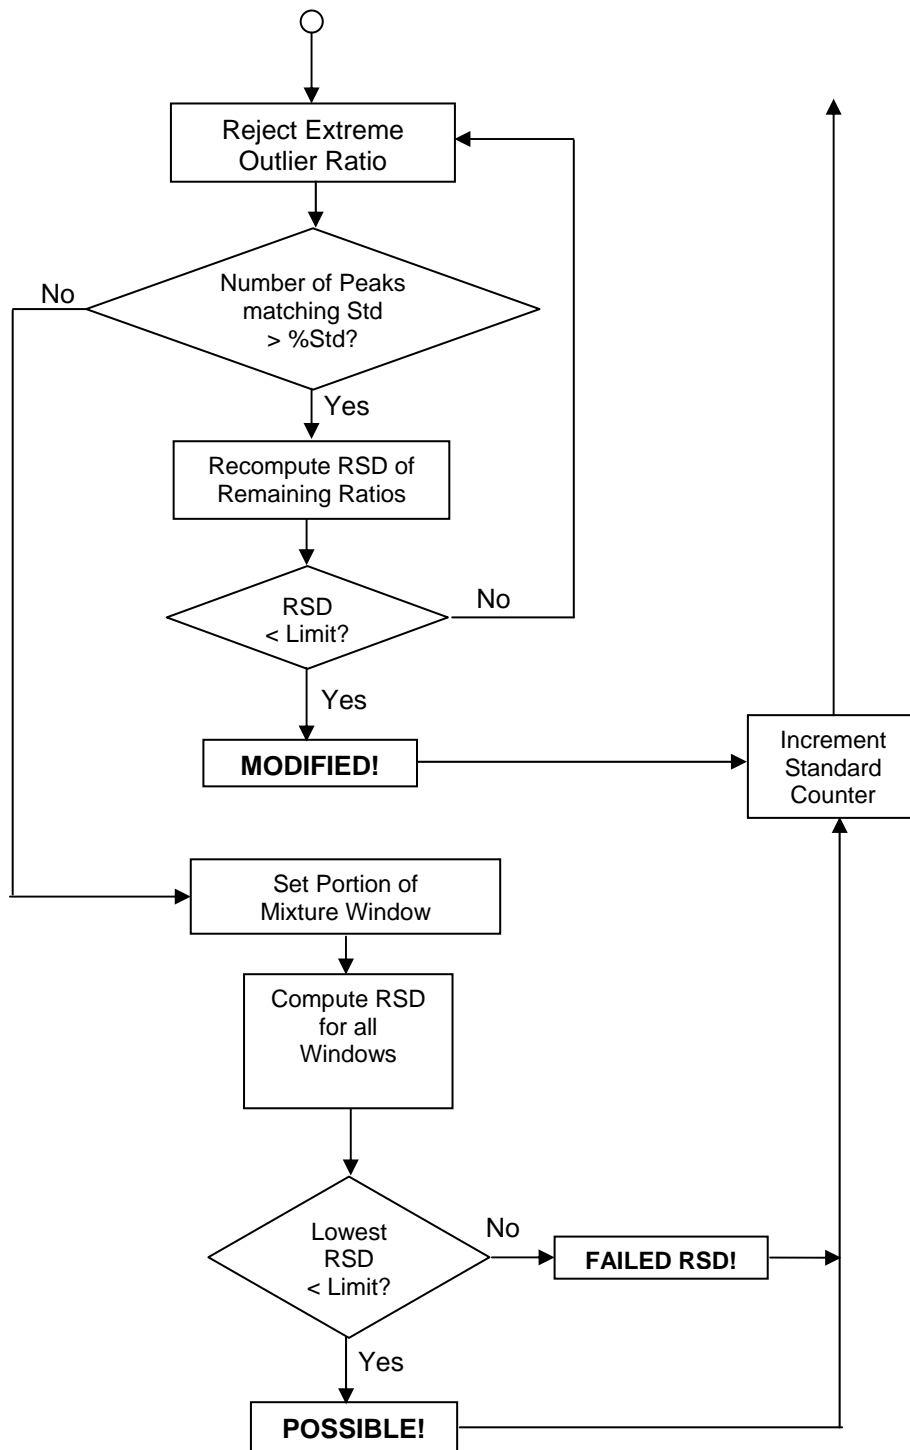 Reject Extreme
Outlier Ratio
No
Number of Peaks
matching Std
> %Std?
Yes
Recompute RSD of
Remaining Ratios
RSD
< Limit?
No
Yes
MODIFIED!
Increment
Standard
Counter
Set Portion of
Mixture Window
Compute RSD
for all
Windows
Lowest
RSD
< Limit?
No
FAILED RSD!
Yes
POSSIBLE!